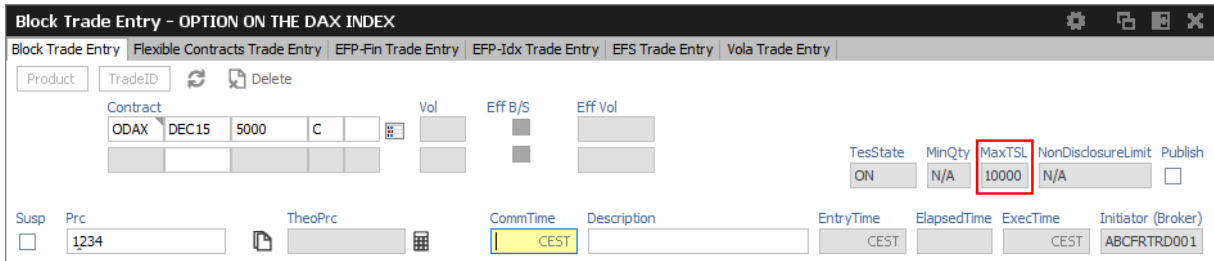 Block Trade Entry - OPTION ON THE DAX INDEX
Block Trade Entry Flexible Contracts Trade Entry EFP-Fin Trade Entry EFP-Idx Trade Entry EFS Trade Entry Vola Trade Entry
Product TradeID Delete
Contract Vol Eff B/S Eff Vol
ODAX DEC15 5000 C
TesState MinQty MaxTSL NonDisclosureLimit Publish
ON N/A 10000 N/A
Susp Prc TheoPrc CommTime Description EntryTime ElapsedTime ExecTime Initiator (Broker)
1234 CEST CEST CEST ABCFRTRD001